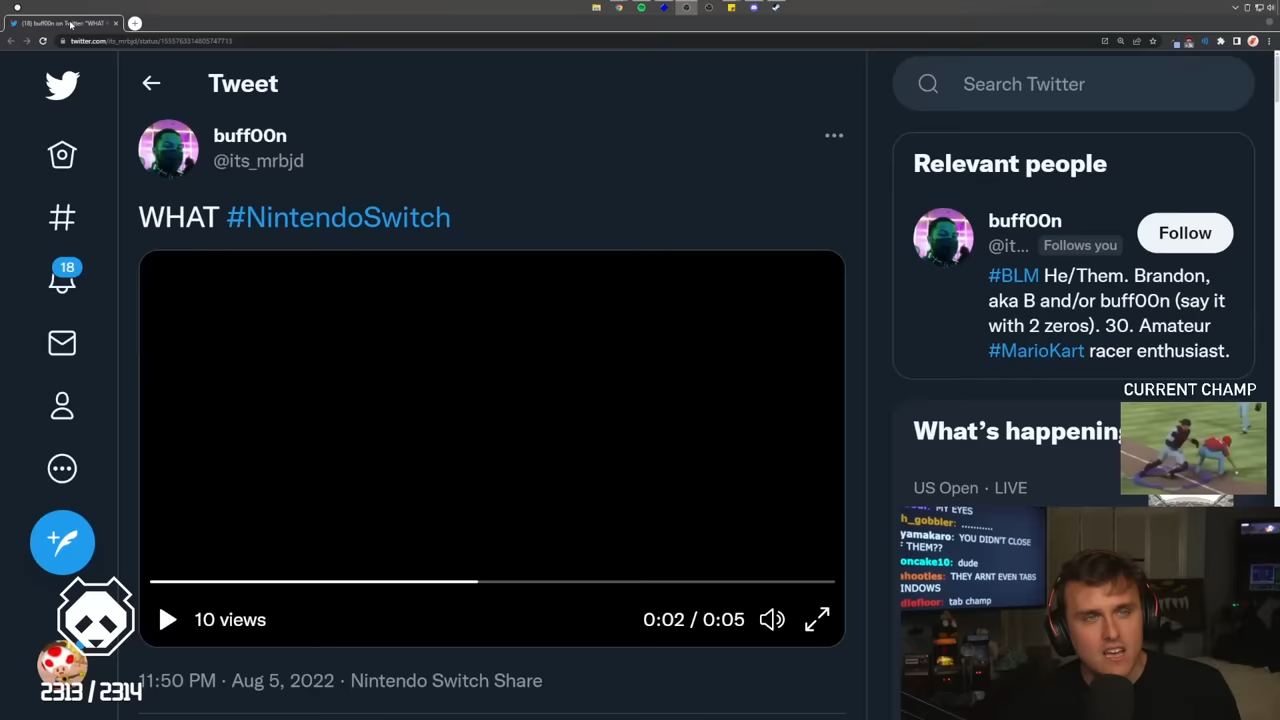 (18) buff00n on Twitter: "WHAT
twitter.com/its_mrbjd/status/1555763314805747713
Tweet
Search Twitter
buff00n
@its_mrbjd
WHAT #NintendoSwitch
Relevant people
buff00n
@it... Follows you
Follow
#BLM He/Them. Brandon,
aka B and/or buff00n (say it
with 2 zeros). 30. Amateur
#MarioKart racer enthusiast.
18
CURRENT CHAMP
What's happening
US Open · LIVE
MY EYES
h_gobbler: ...........
yamakaro: YOU DIDN'T CLOSE
F THEM??
oncake10: dude
hooties: THEY ARNT EVEN TABS
INDOWS
dlefloor: tab champ
10 views
0:02 / 0:05
11:50 PM · Aug 5, 2022 · Nintendo Switch Share
2313 / 2314